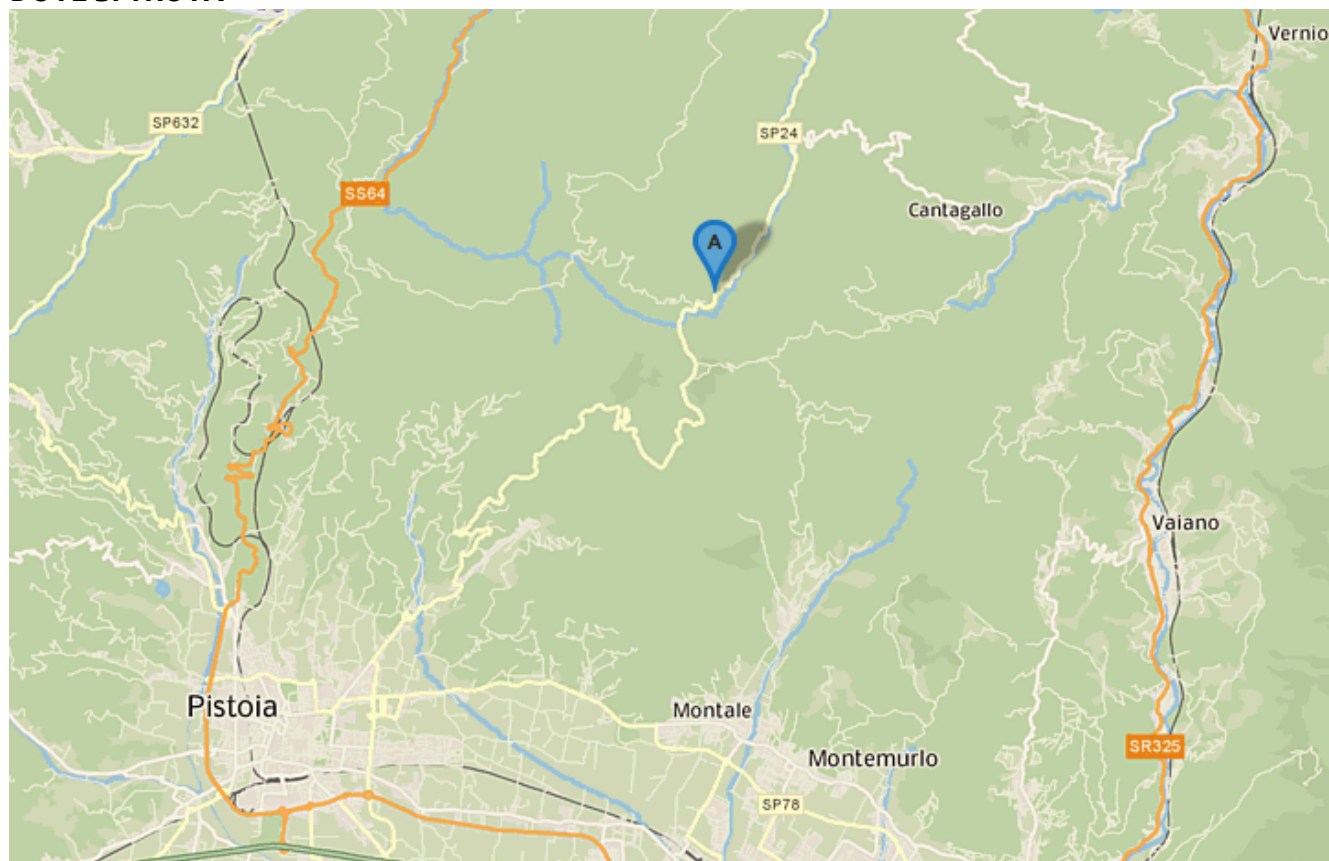 Vernio
SP632
SP24
SS64
Cantagallo
A
Vaiano
Pistoia
Montale
SR325
Montemurlo
SP78